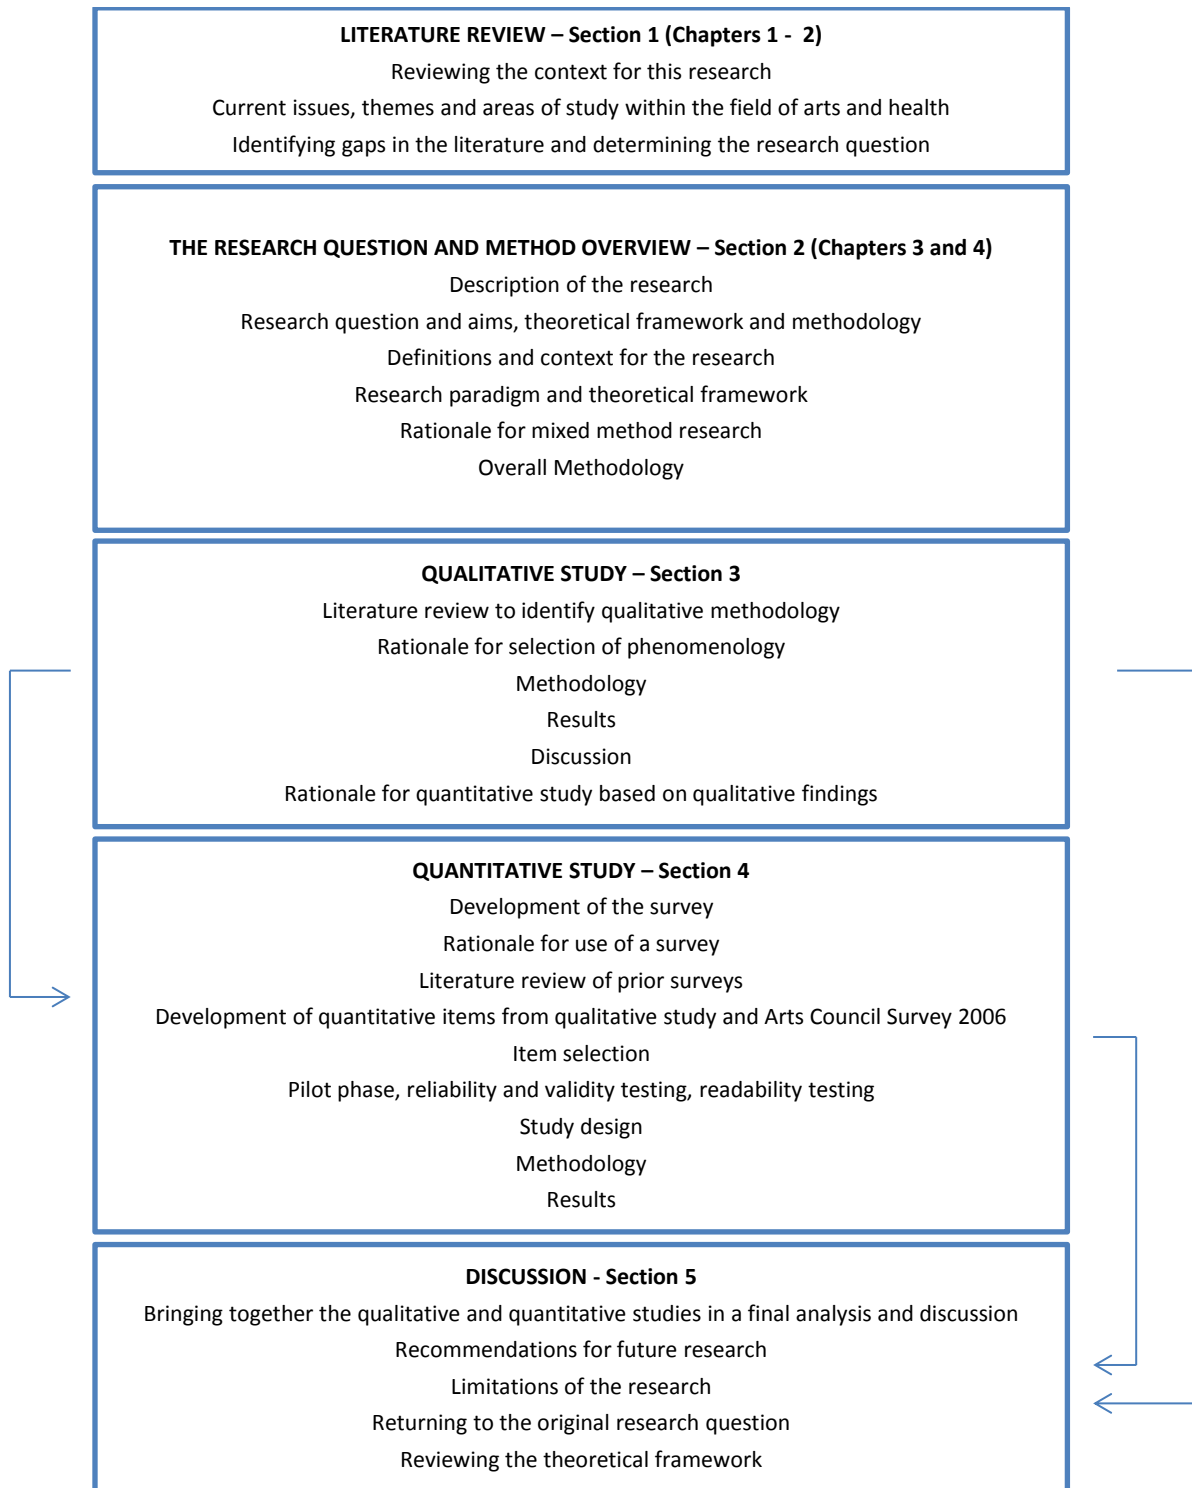 LITERATURE REVIEW – Section 1 (Chapters 1 -  2)
Reviewing the context for this research
Current issues, themes and areas of study within the field of arts and health
Identifying gaps in the literature and determining the research question
THE RESEARCH QUESTION AND METHOD OVERVIEW – Section 2 (Chapters 3 and 4)
Description of the research
Research question and aims, theoretical framework and methodology
Definitions and context for the research
Research paradigm and theoretical framework
Rationale for mixed method research
Overall Methodology
QUALITATIVE STUDY – Section 3
Literature review to identify qualitative methodology
Rationale for selection of phenomenology
Methodology
Results
Discussion
Rationale for quantitative study based on qualitative findings
QUANTITATIVE STUDY – Section 4
Development of the survey
Rationale for use of a survey
Literature review of prior surveys
Development of quantitative items from qualitative study and Arts Council Survey 2006
Item selection
Pilot phase, reliability and validity testing, readability testing
Study design
Methodology
Results
DISCUSSION - Section 5
Bringing together the qualitative and quantitative studies in a final analysis and discussion
Recommendations for future research
Limitations of the research
Returning to the original research question
Reviewing the theoretical framework